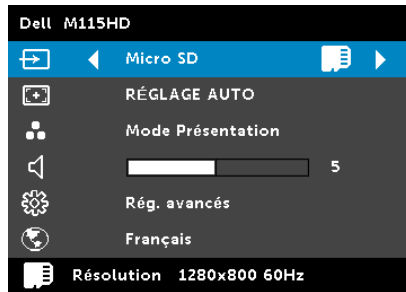 Dell M115HD
Micro SD
RÉGLAGE AUTO
Mode Présentation
5
Rég. avancés
Français
Résolution 1280x800 60Hz